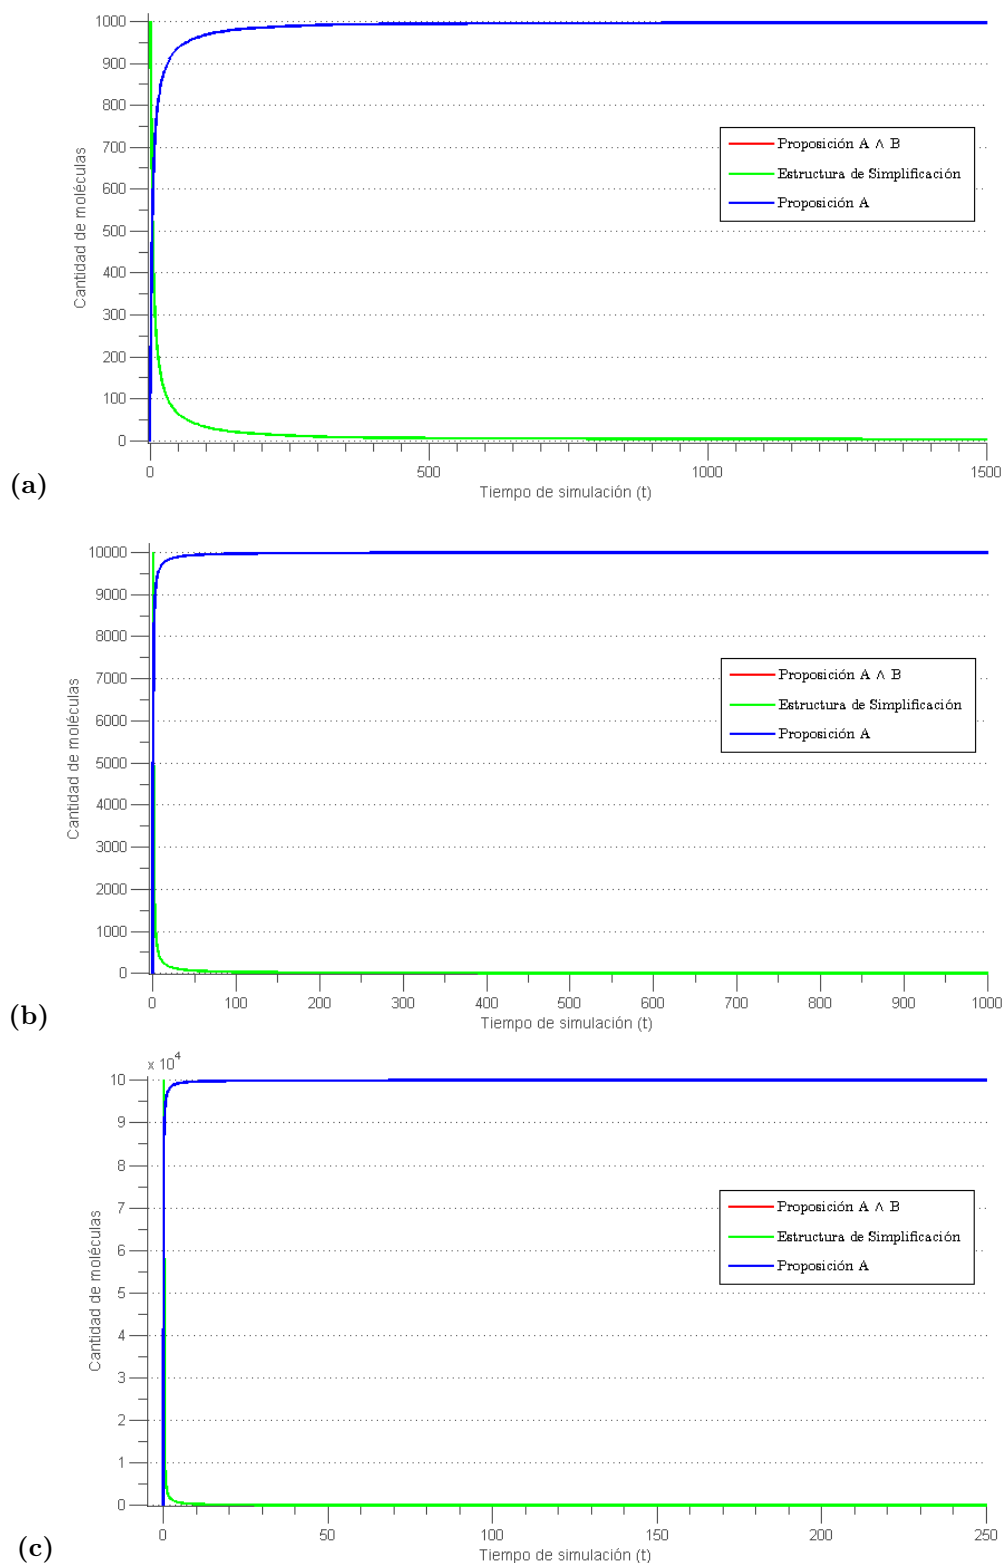 1000
900
800
700
600
500
400
300
200
100
0
Cantidad de moléculas
Proposición A ∧ B
Estructura de Simplificación
Proposición A
0 500 1000 1500
Tiempo de simulación (t)
(a)
10000
9000
8000
7000
6000
5000
4000
3000
2000
1000
0
Cantidad de moléculas
Proposición A ∧ B
Estructura de Simplificación
Proposición A
0 100 200 300 400 500 600 700 800 900 1000
Tiempo de simulación (t)
(b)
x 10^4
10
9
8
7
6
5
4
3
2
1
0
Cantidad de moléculas
Proposición A ∧ B
Estructura de Simplificación
Proposición A
0 50 100 150 200 250
Tiempo de simulación (t)
(c)